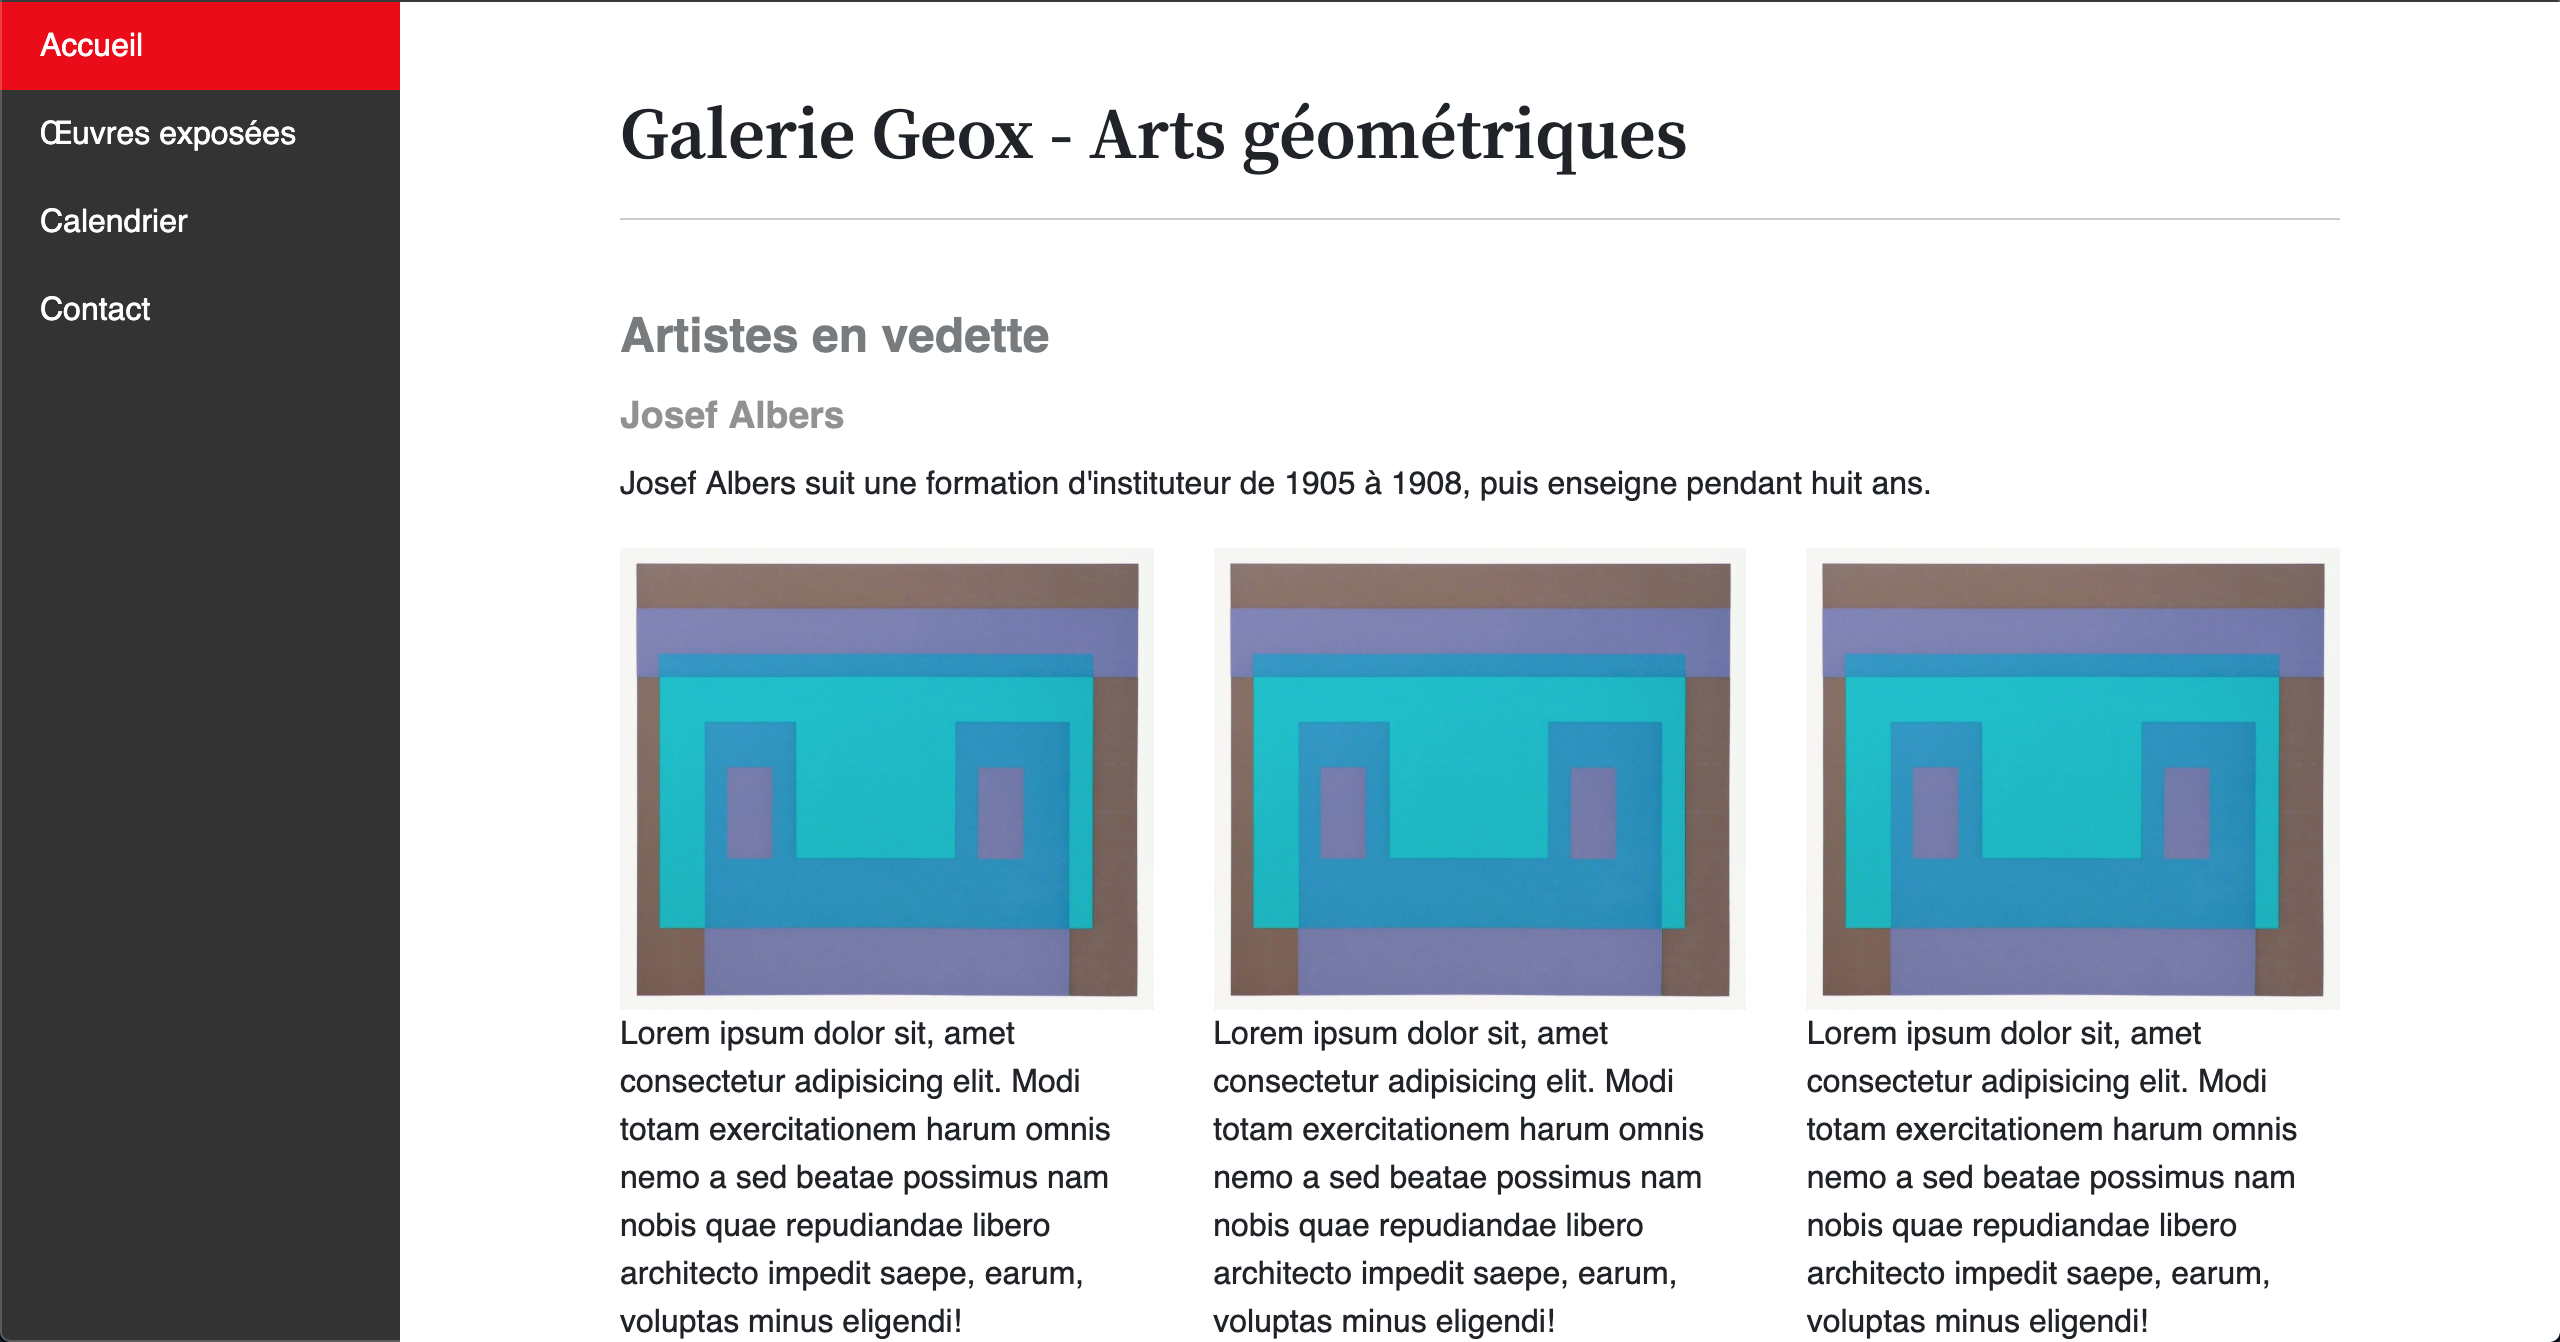 Accueil
Œuvres exposées
Calendrier
Contact
Galerie Geox - Arts géométriques
Artistes en vedette
Josef Albers
Josef Albers suit une formation d'instituteur de 1905 à 1908, puis enseigne pendant huit ans.
Lorem ipsum dolor sit, amet
consectetur adipisicing elit. Modi
totam exercitationem harum omnis
nemo a sed beatae possimus nam
nobis quae repudiandae libero
architecto impedit saepe, earum,
voluptas minus eligendi!
Lorem ipsum dolor sit, amet
consectetur adipisicing elit. Modi
totam exercitationem harum omnis
nemo a sed beatae possimus nam
nobis quae repudiandae libero
architecto impedit saepe, earum,
voluptas minus eligendi!
Lorem ipsum dolor sit, amet
consectetur adipisicing elit. Modi
totam exercitationem harum omnis
nemo a sed beatae possimus nam
nobis quae repudiandae libero
architecto impedit saepe, earum,
voluptas minus eligendi!